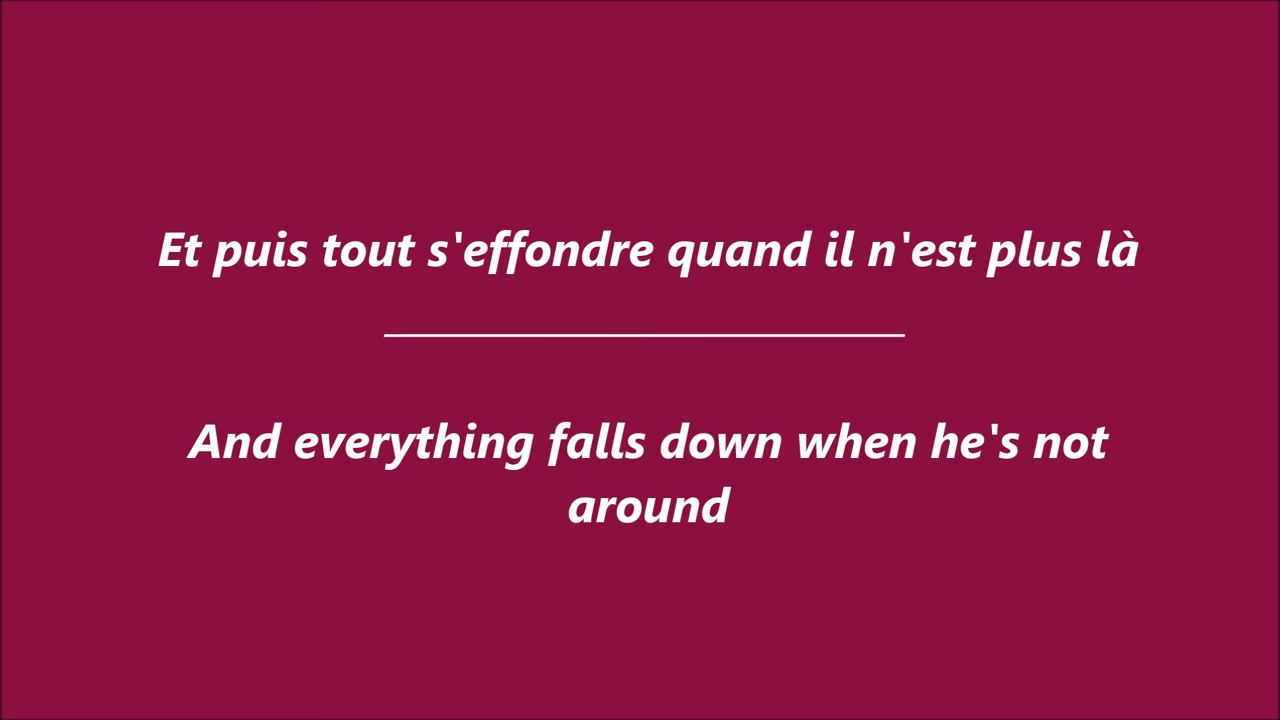 Et puis tout s'effondre quand il n'est plus là
And everything falls down when he's not
around